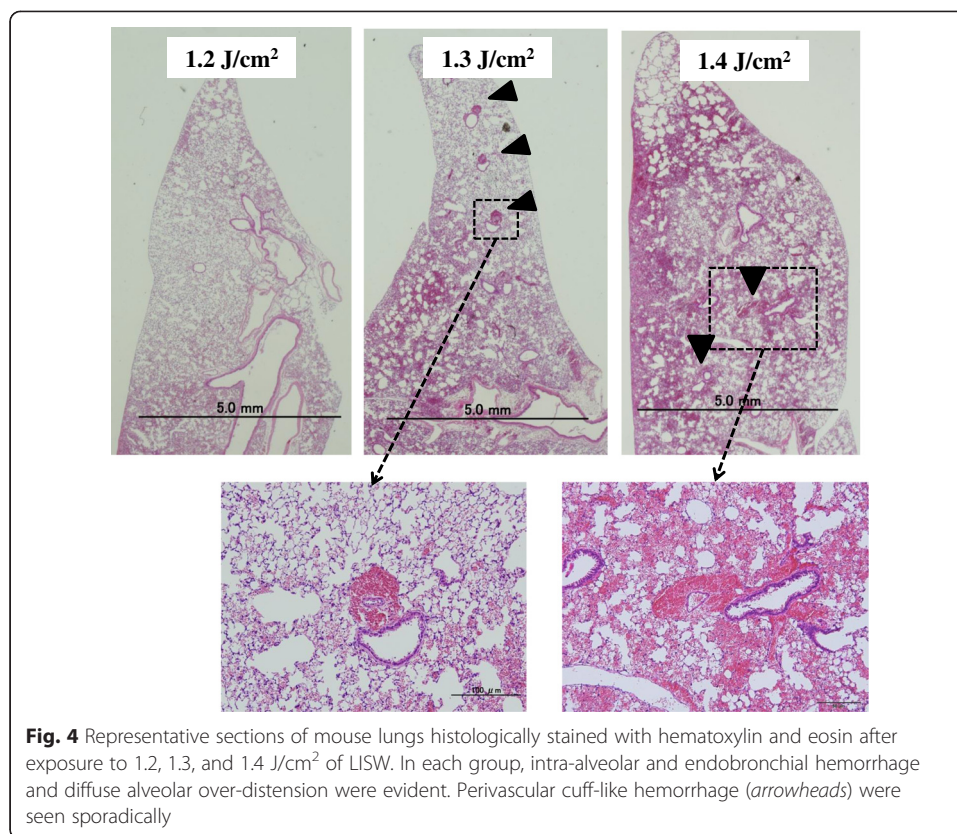 1.2 J/cm²
1.3 J/cm²
1.4 J/cm²
5.0 mm
5.0 mm
5.0 mm
100 μm
Fig. 4 Representative sections of mouse lungs histologically stained with hematoxylin and eosin after
exposure to 1.2, 1.3, and 1.4 J/cm² of LISW. In each group, intra-alveolar and endobronchial hemorrhage
and diffuse alveolar over-distension were evident. Perivascular cuff-like hemorrhage (arrowheads) were
seen sporadically